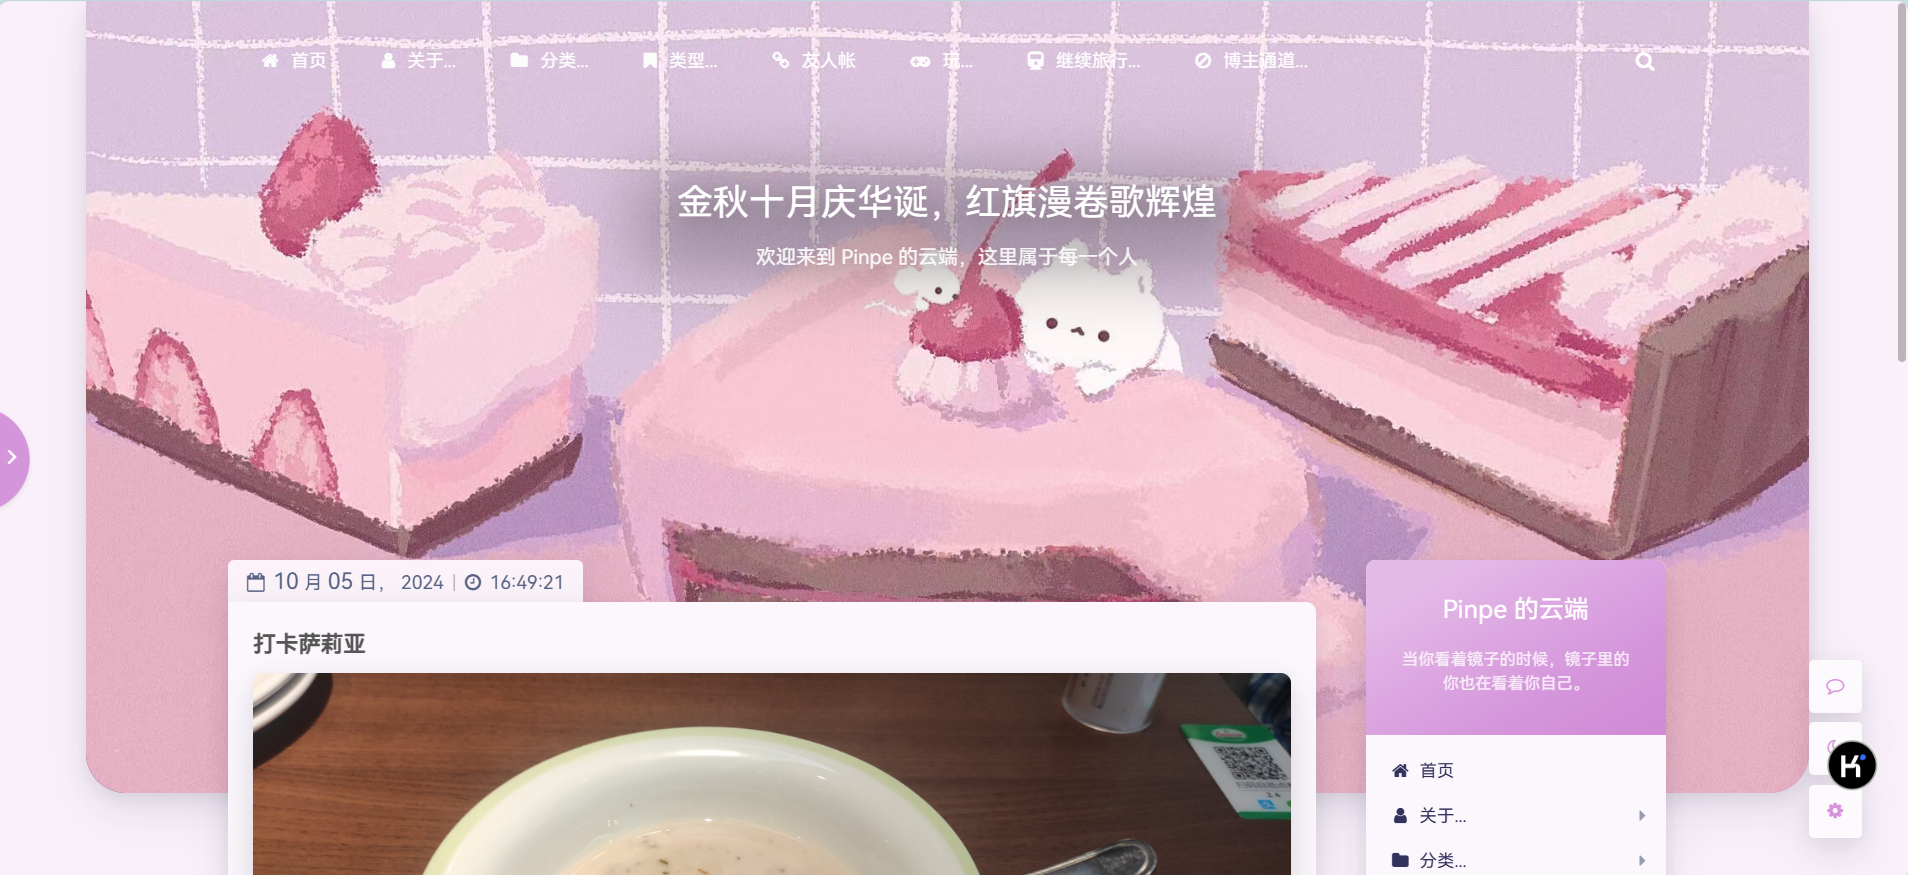 首页 关于... 分类... 类型... 友人帐 玩... 继续旅行... 博主通道...
金秋十月庆华诞，红旗漫卷歌辉煌
欢迎来到 Pinpe 的云端，这里属于每一个人
10 月 05 日， 2024 | 16:49:21
打卡萨莉亚
Pinpe 的云端
当你看着镜子的时候，镜子里的
你也在看着你自己。
首页
关于...
分类...